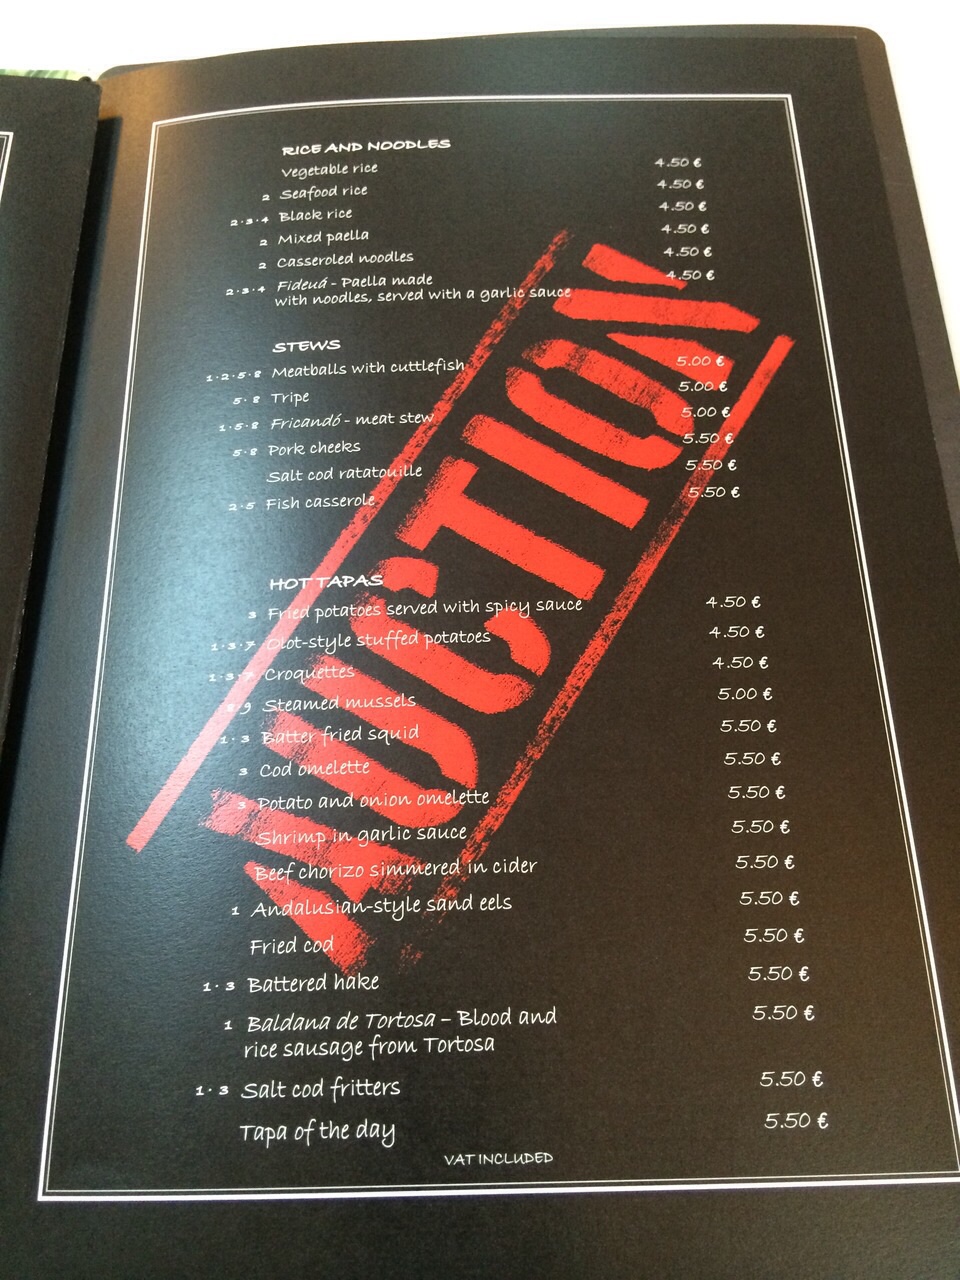 RICE AND NOODLES
Vegetable rice 4.50 €
2 Seafood rice 4.50 €
2·3·4 Black rice 4.50 €
2 Mixed paella 4.50 €
2 Casseroled noodles 4.50 €
2·3·4 Fideuá - Paella made 4.50 €
with noodles, served with a garlic sauce
STEWS
1·2·5·8 Meatballs with cuttlefish 5.00 €
5·8 Tripe 5.00 €
1·5·8 Fricandó - meat stew 5.00 €
5·8 Pork cheeks 5.50 €
Salt cod ratatouille 5.50 €
2·5 Fish casserole 5.50 €
HOT TAPAS
3 Fried potatoes served with spicy sauce 4.50 €
1·3·7 Olot-style stuffed potatoes 4.50 €
1·3·7 Croquettes 4.50 €
9 Steamed mussels 5.00 €
1·3 Batter fried squid 5.50 €
3 Cod omelette 5.50 €
3 Potato and onion omelette 5.50 €
Shrimp in garlic sauce 5.50 €
Beef chorizo simmered in cider 5.50 €
1 Andalusian-style sand eels 5.50 €
Fried cod 5.50 €
1·3 Battered hake 5.50 €
1 Baldana de Tortosa – Blood and 5.50 €
rice sausage from Tortosa
1·3 Salt cod fritters 5.50 €
Tapa of the day 5.50 €
VAT INCLUDED
AUCTION